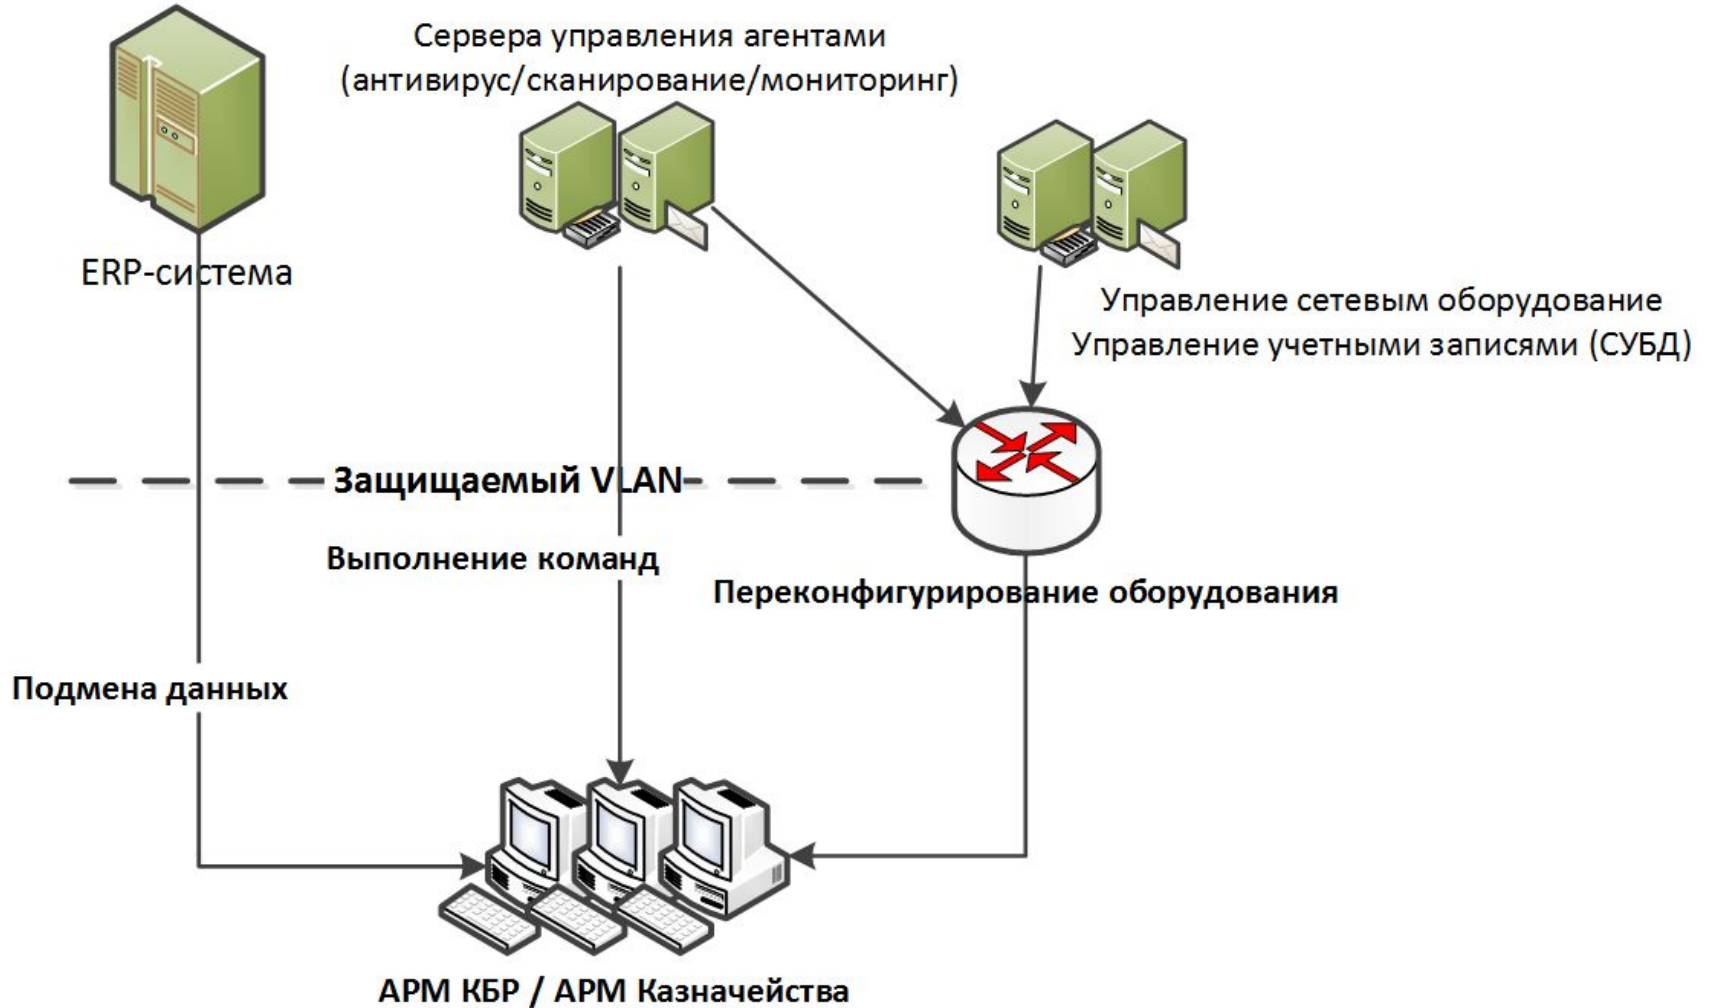 Сервера управления агентами
(антивирус/сканирование/мониторинг)
ERP-система
Управление сетевым оборудование
Управление учетными записями (СУБД)
Защищаемый VLAN
Выполнение команд
Переконфигурирование оборудования
Подмена данных
АРМ КБР / АРМ Казначейства